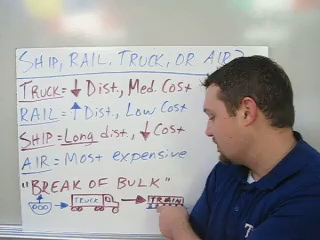 SHIP, RAIL, TRUCK, OR AIR?
TRUCK= ↓ Dist., Med. Cost
RAIL= ↑ Dist., Low Cost
SHIP=Long dist., ↓ Cost
AIR= Most expensive
"BREAK OF BULK"
TRUCK → TRAIN
T